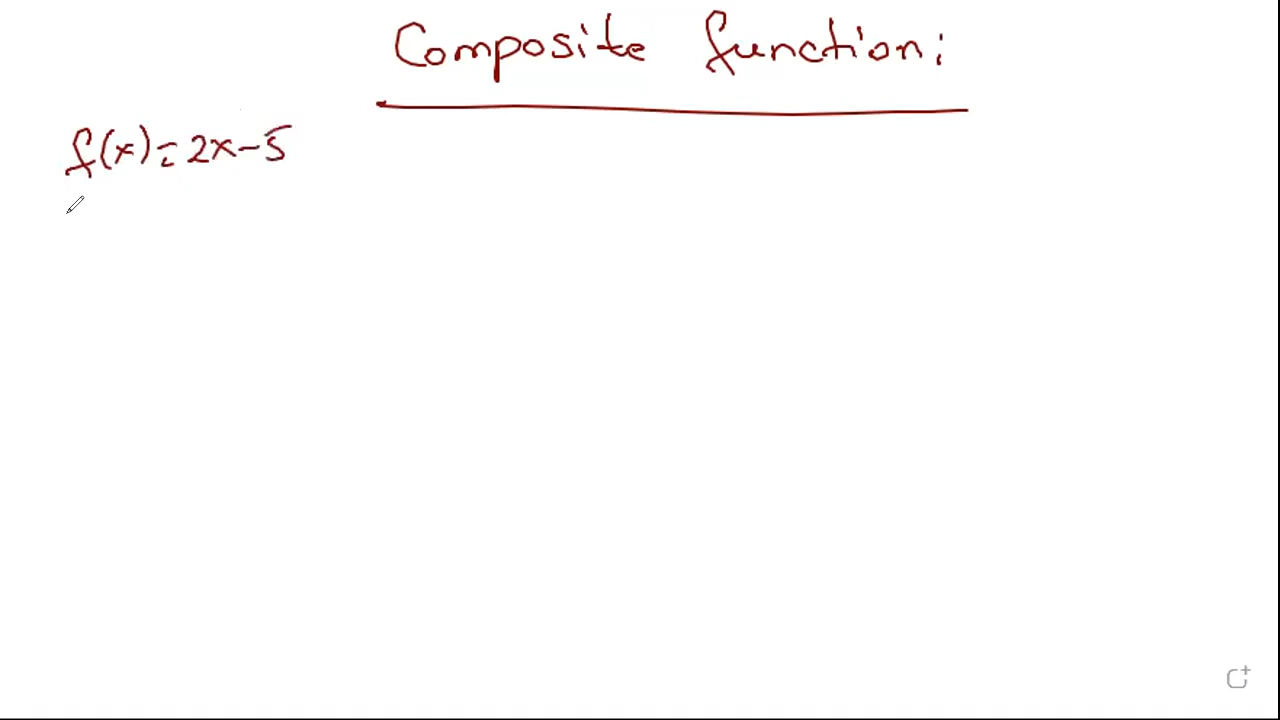 Composite function:
f(x) = 2x - 5